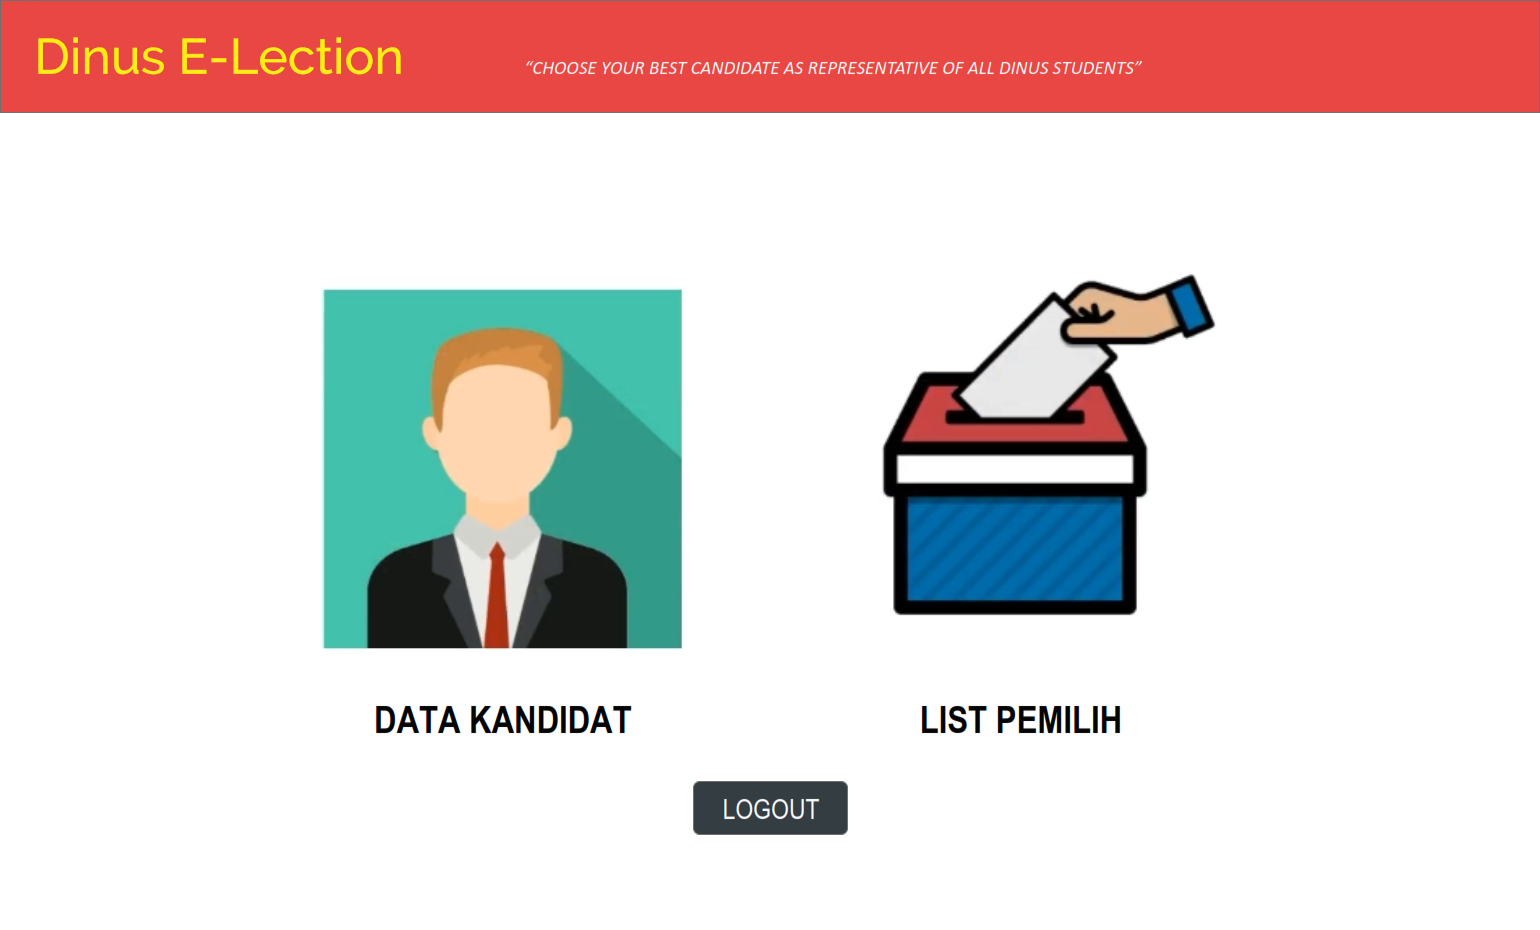 Dinus E-Lection
“CHOOSE YOUR BEST CANDIDATE AS REPRESENTATIVE OF ALL DINUS STUDENTS”
DATA KANDIDAT
LIST PEMILIH
LOGOUT